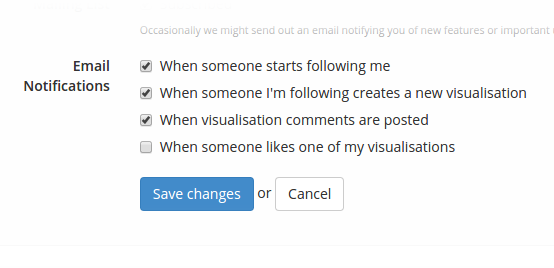 Occasionally we might send out an email notifying you of new features or important
Email
Notifications
When someone starts following me
When someone I'm following creates a new visualisation
When visualisation comments are posted
When someone likes one of my visualisations
Save changes or Cancel